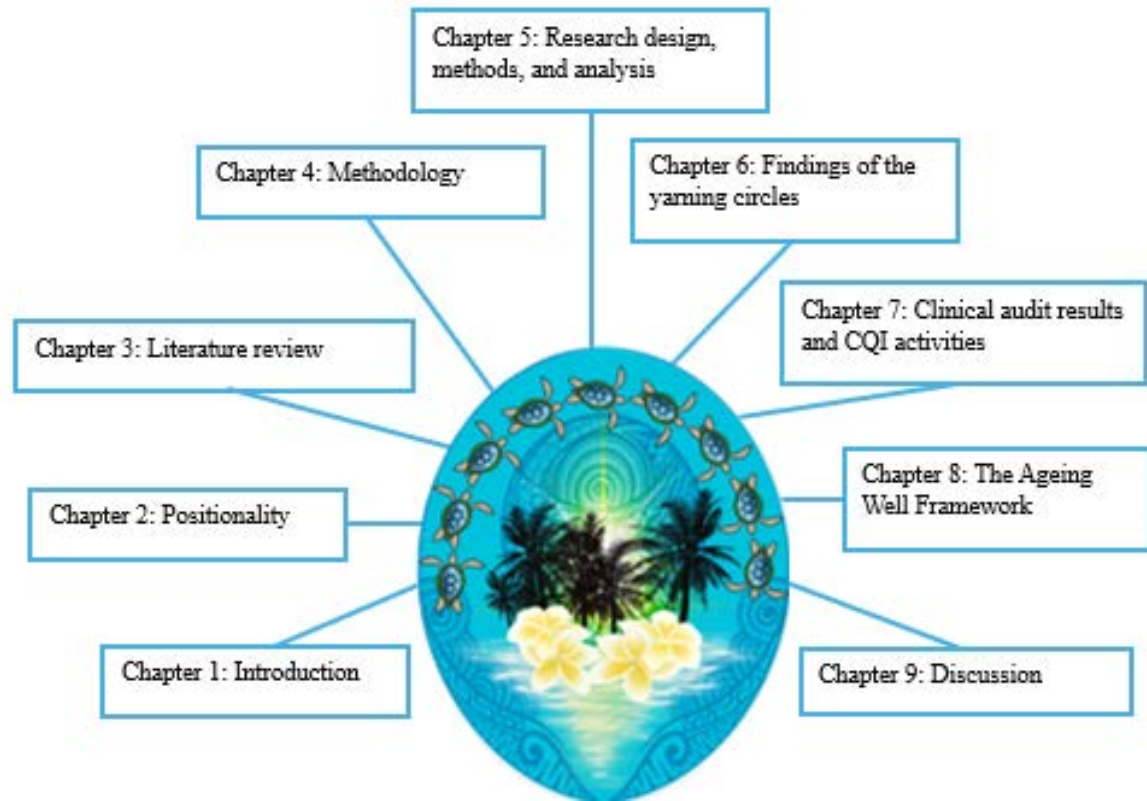 Chapter 5: Research design,
methods, and analysis
Chapter 4: Methodology
Chapter 6: Findings of the
yarning circles
Chapter 3: Literature review
Chapter 7: Clinical audit results
and CQI activities
Chapter 2: Positionality
Chapter 8: The Ageing
Well Framework
Chapter 1: Introduction
Chapter 9: Discussion